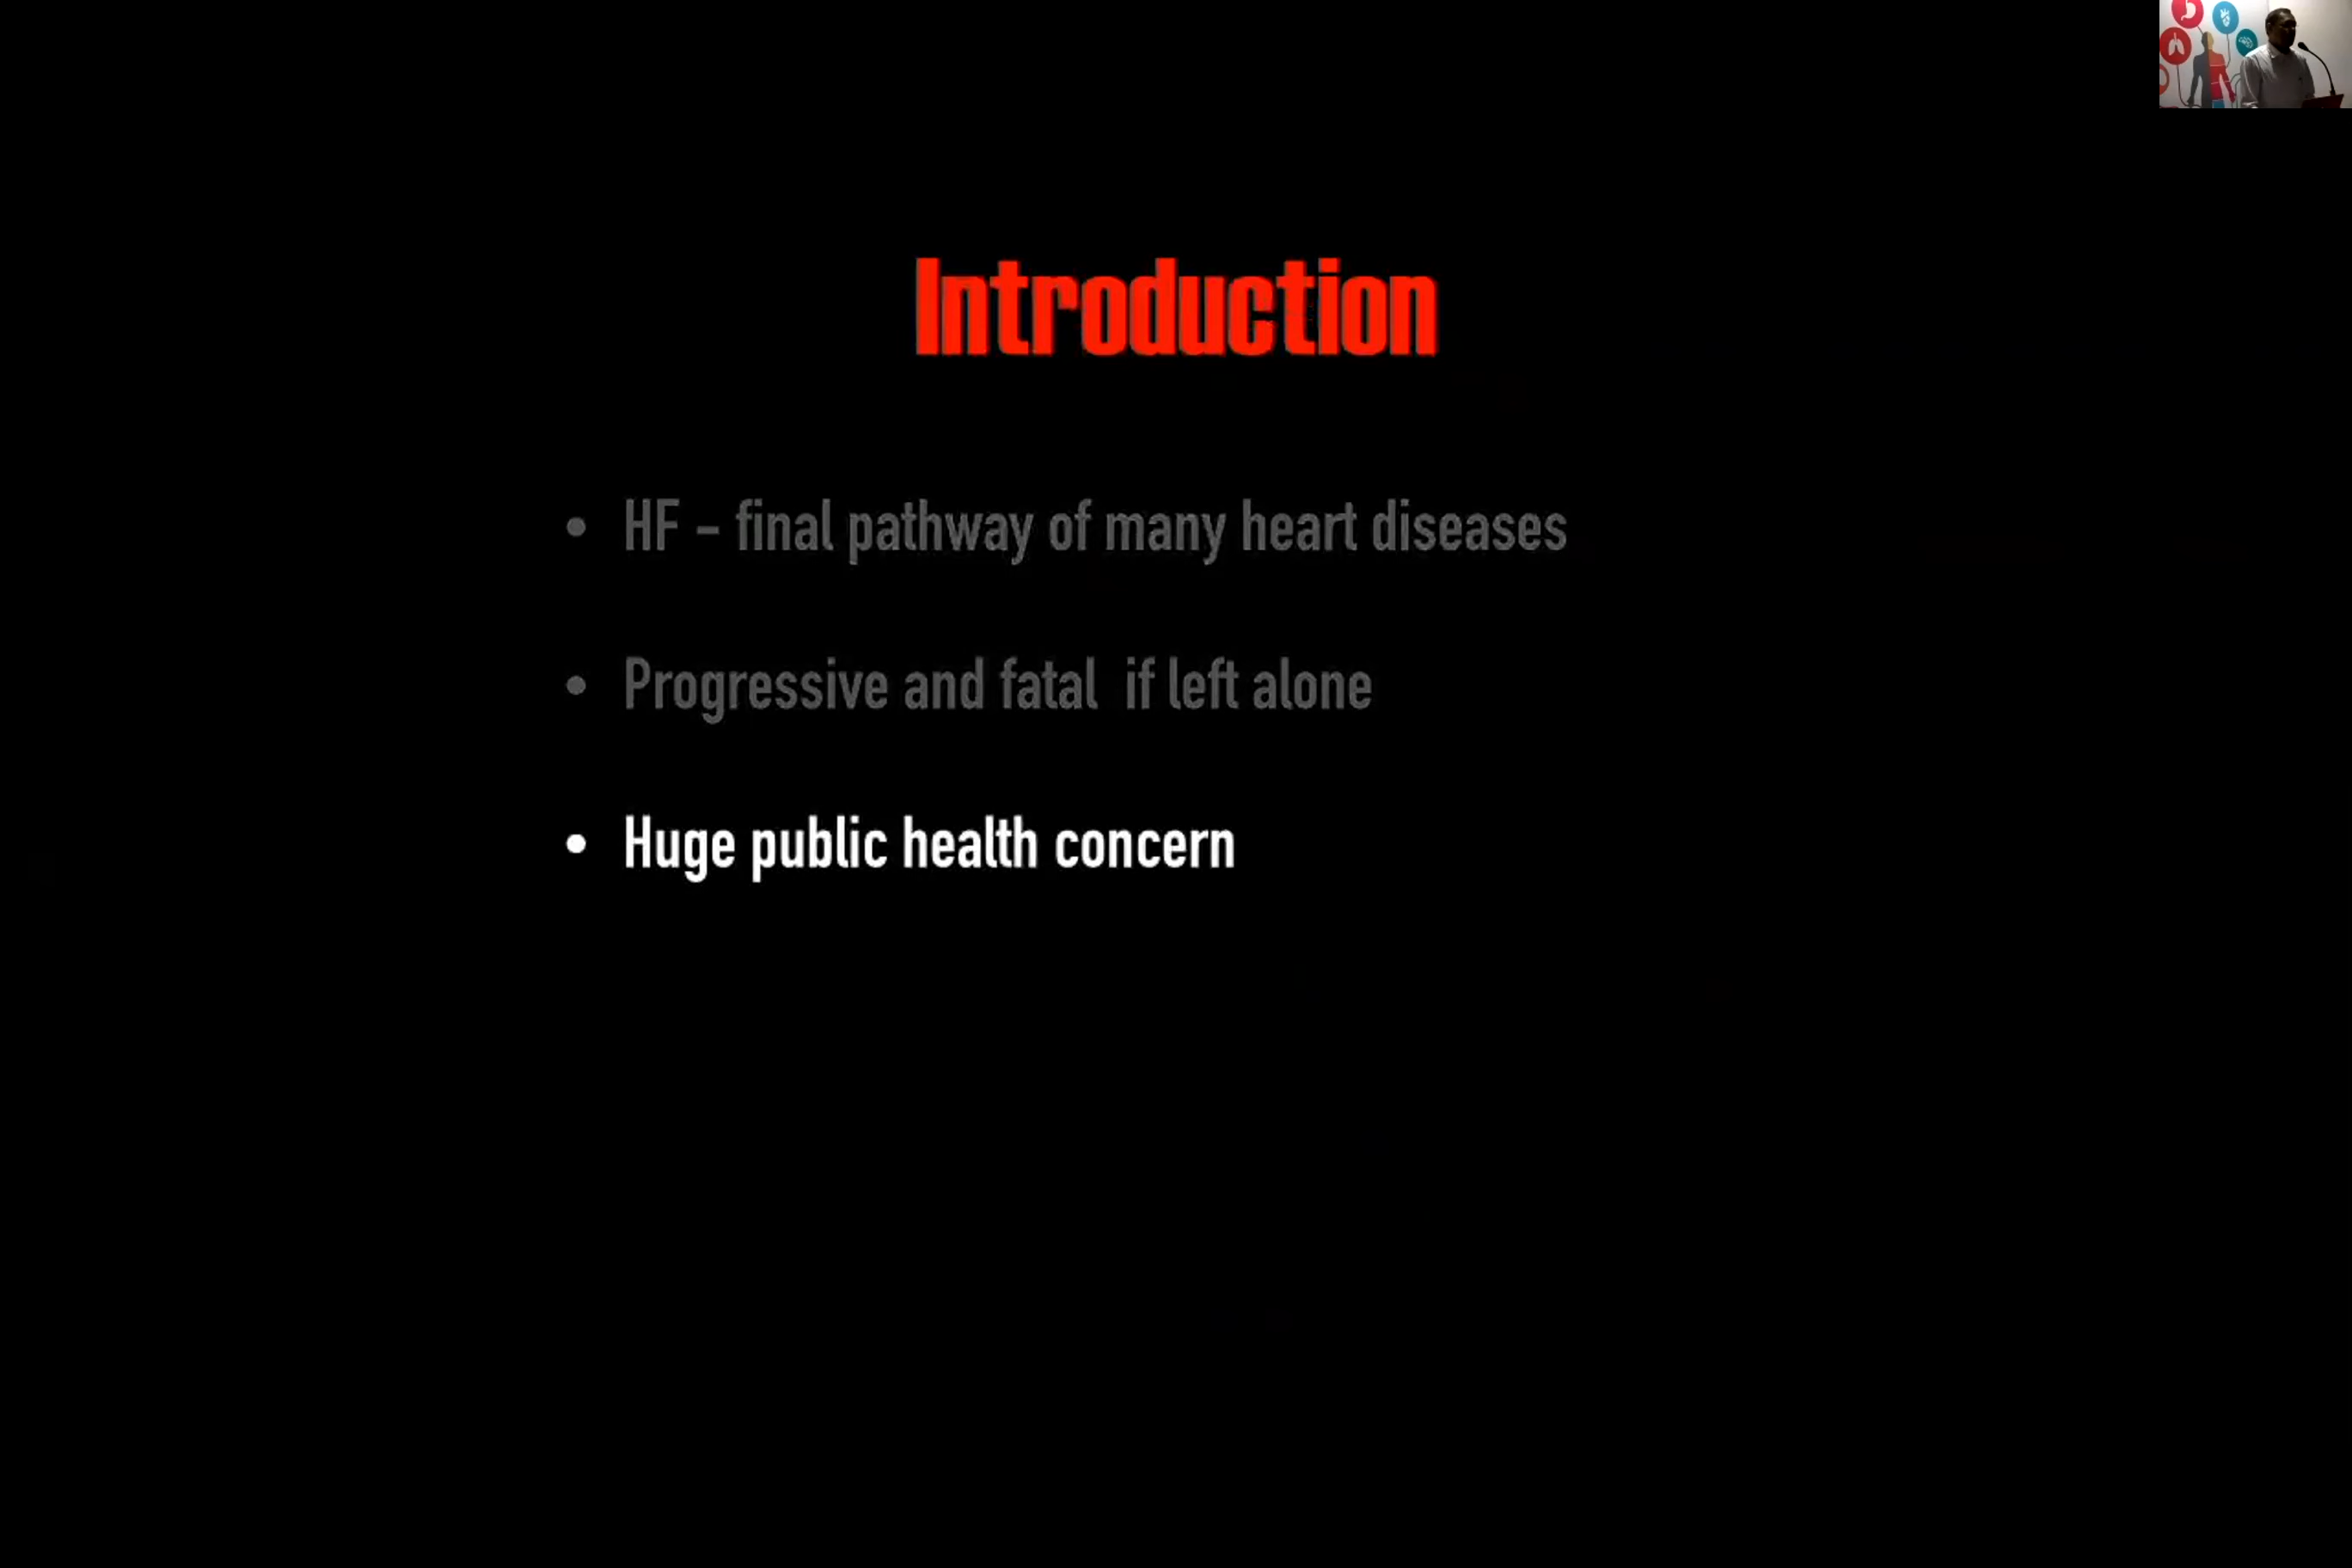 Introduction
• HF – final pathway of many heart diseases
• Progressive and fatal if left alone
• Huge public health concern